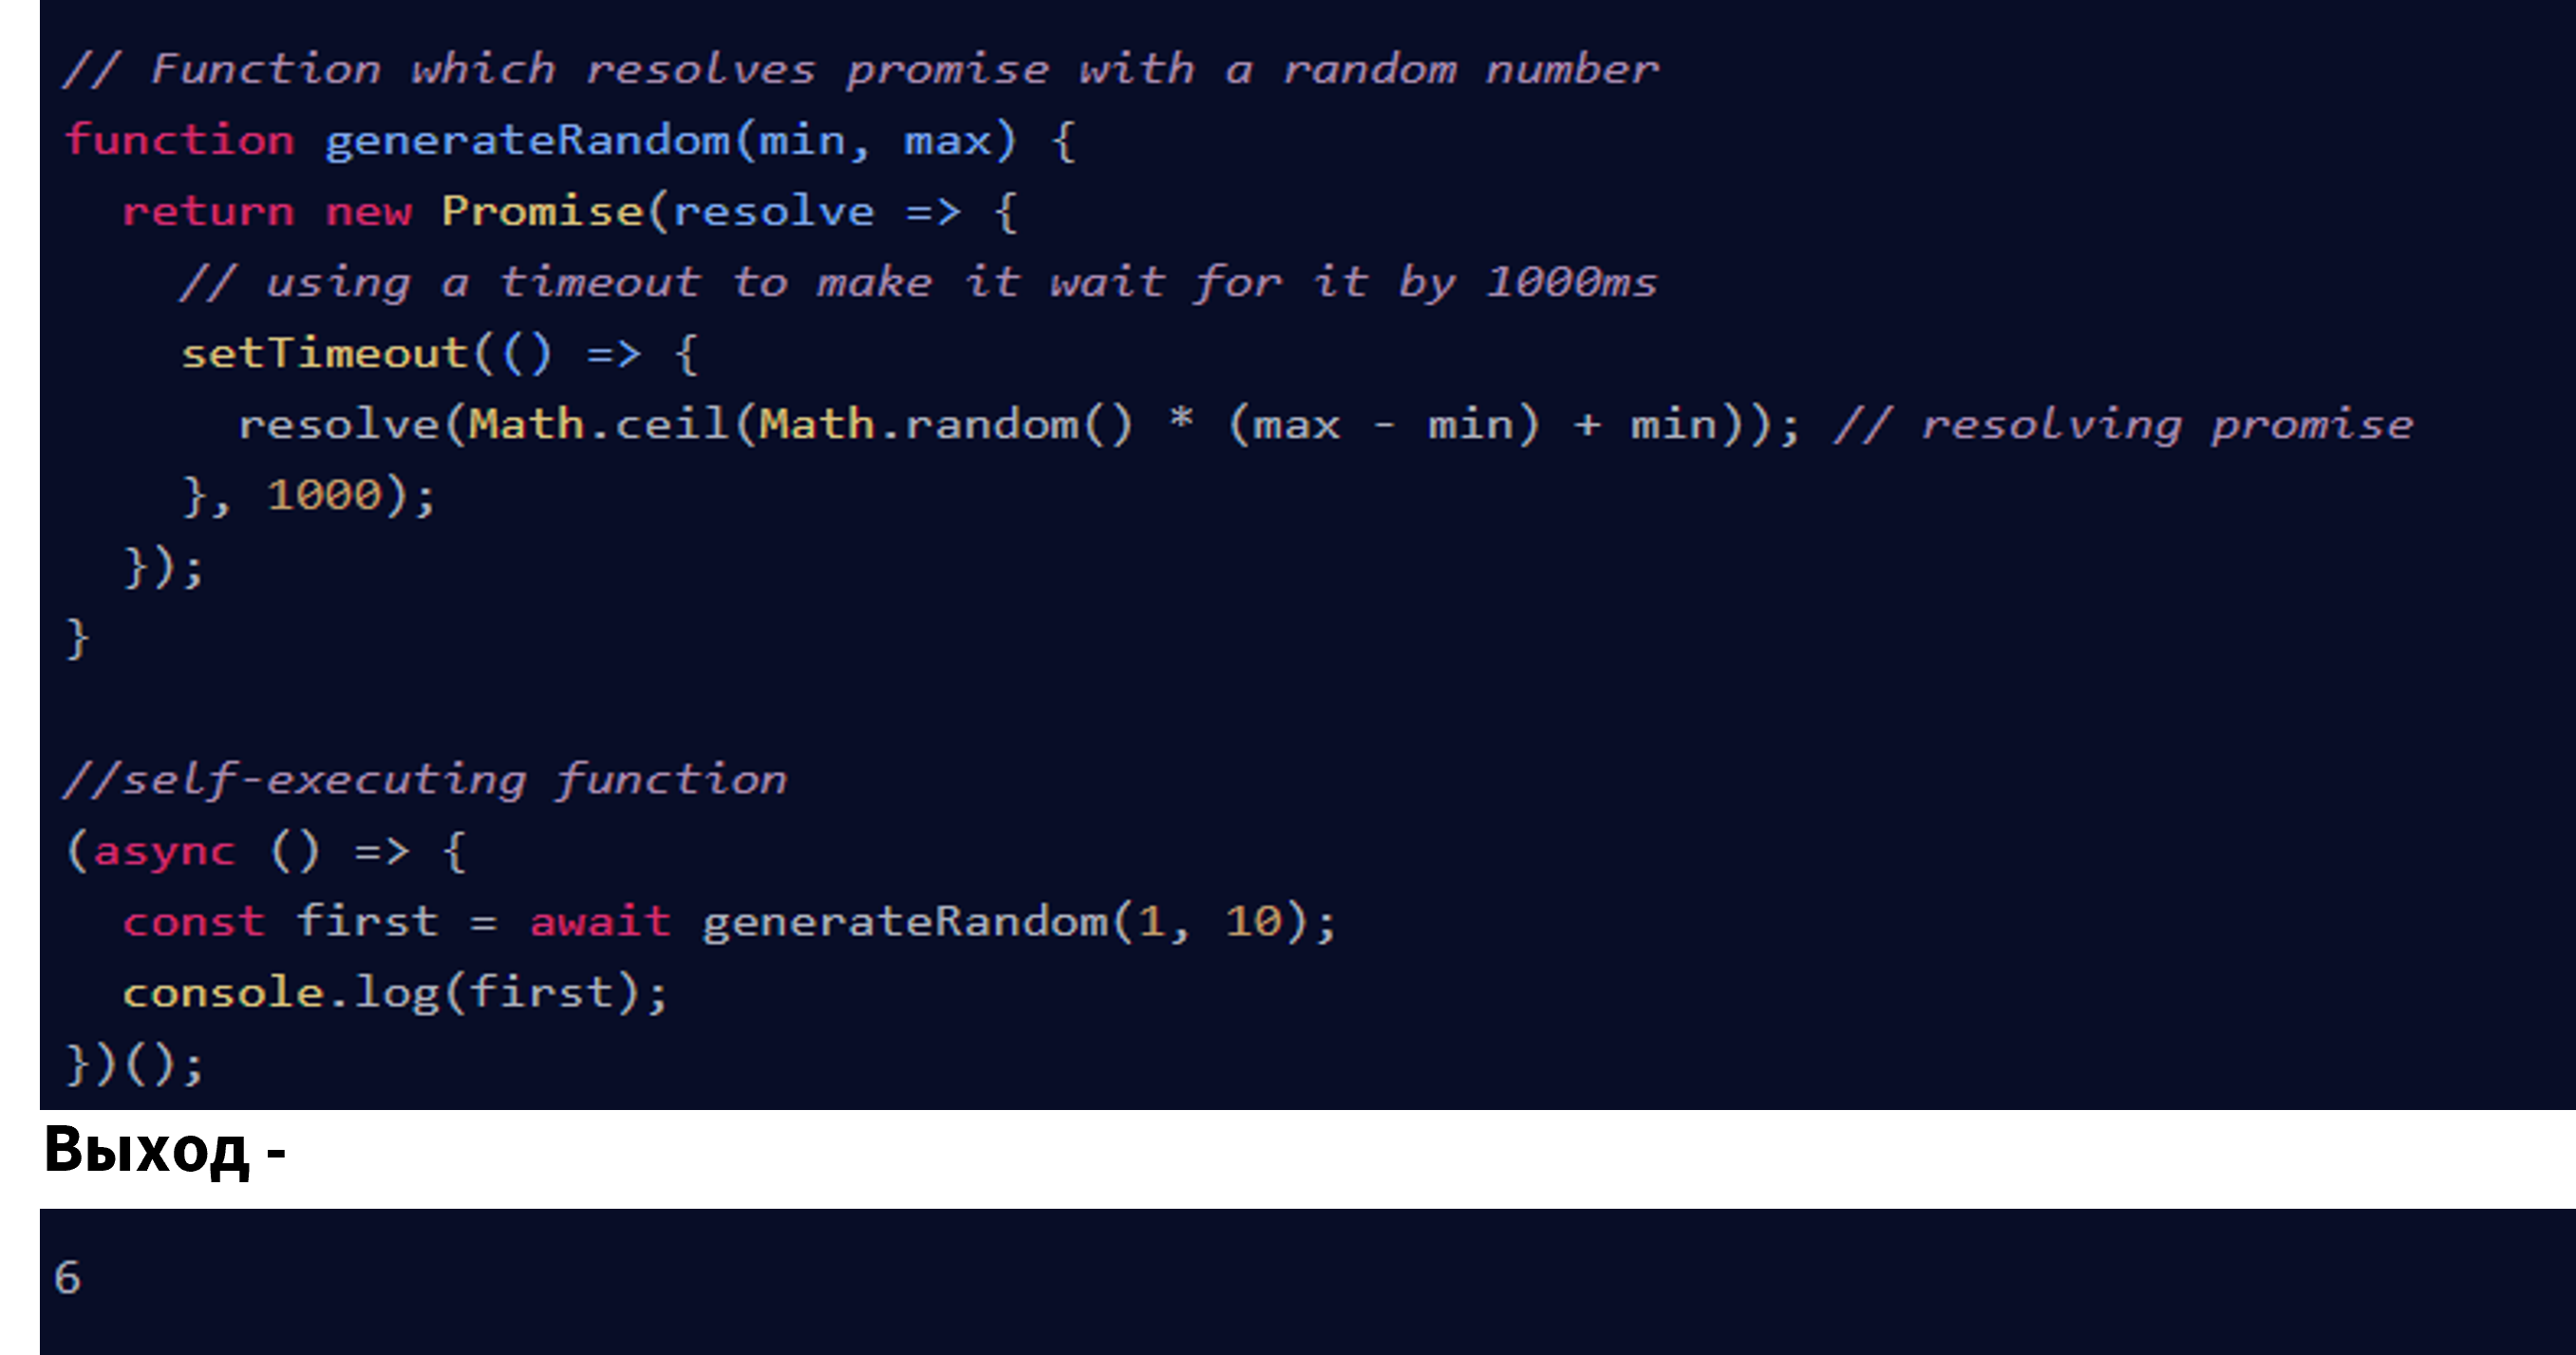 // Function which resolves promise with a random number
function generateRandom(min, max) {
  return new Promise(resolve => {
    // using a timeout to make it wait for it by 1000ms
    setTimeout(() => {
      resolve(Math.ceil(Math.random() * (max - min) + min)); // resolving promise
    }, 1000);
  });
}
//self-executing function
(async () => {
  const first = await generateRandom(1, 10);
  console.log(first);
})();
Выход -
6